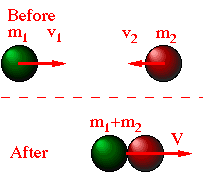 Before
m₁ v₁ v₂ m₂
m₁+m₂
V
After